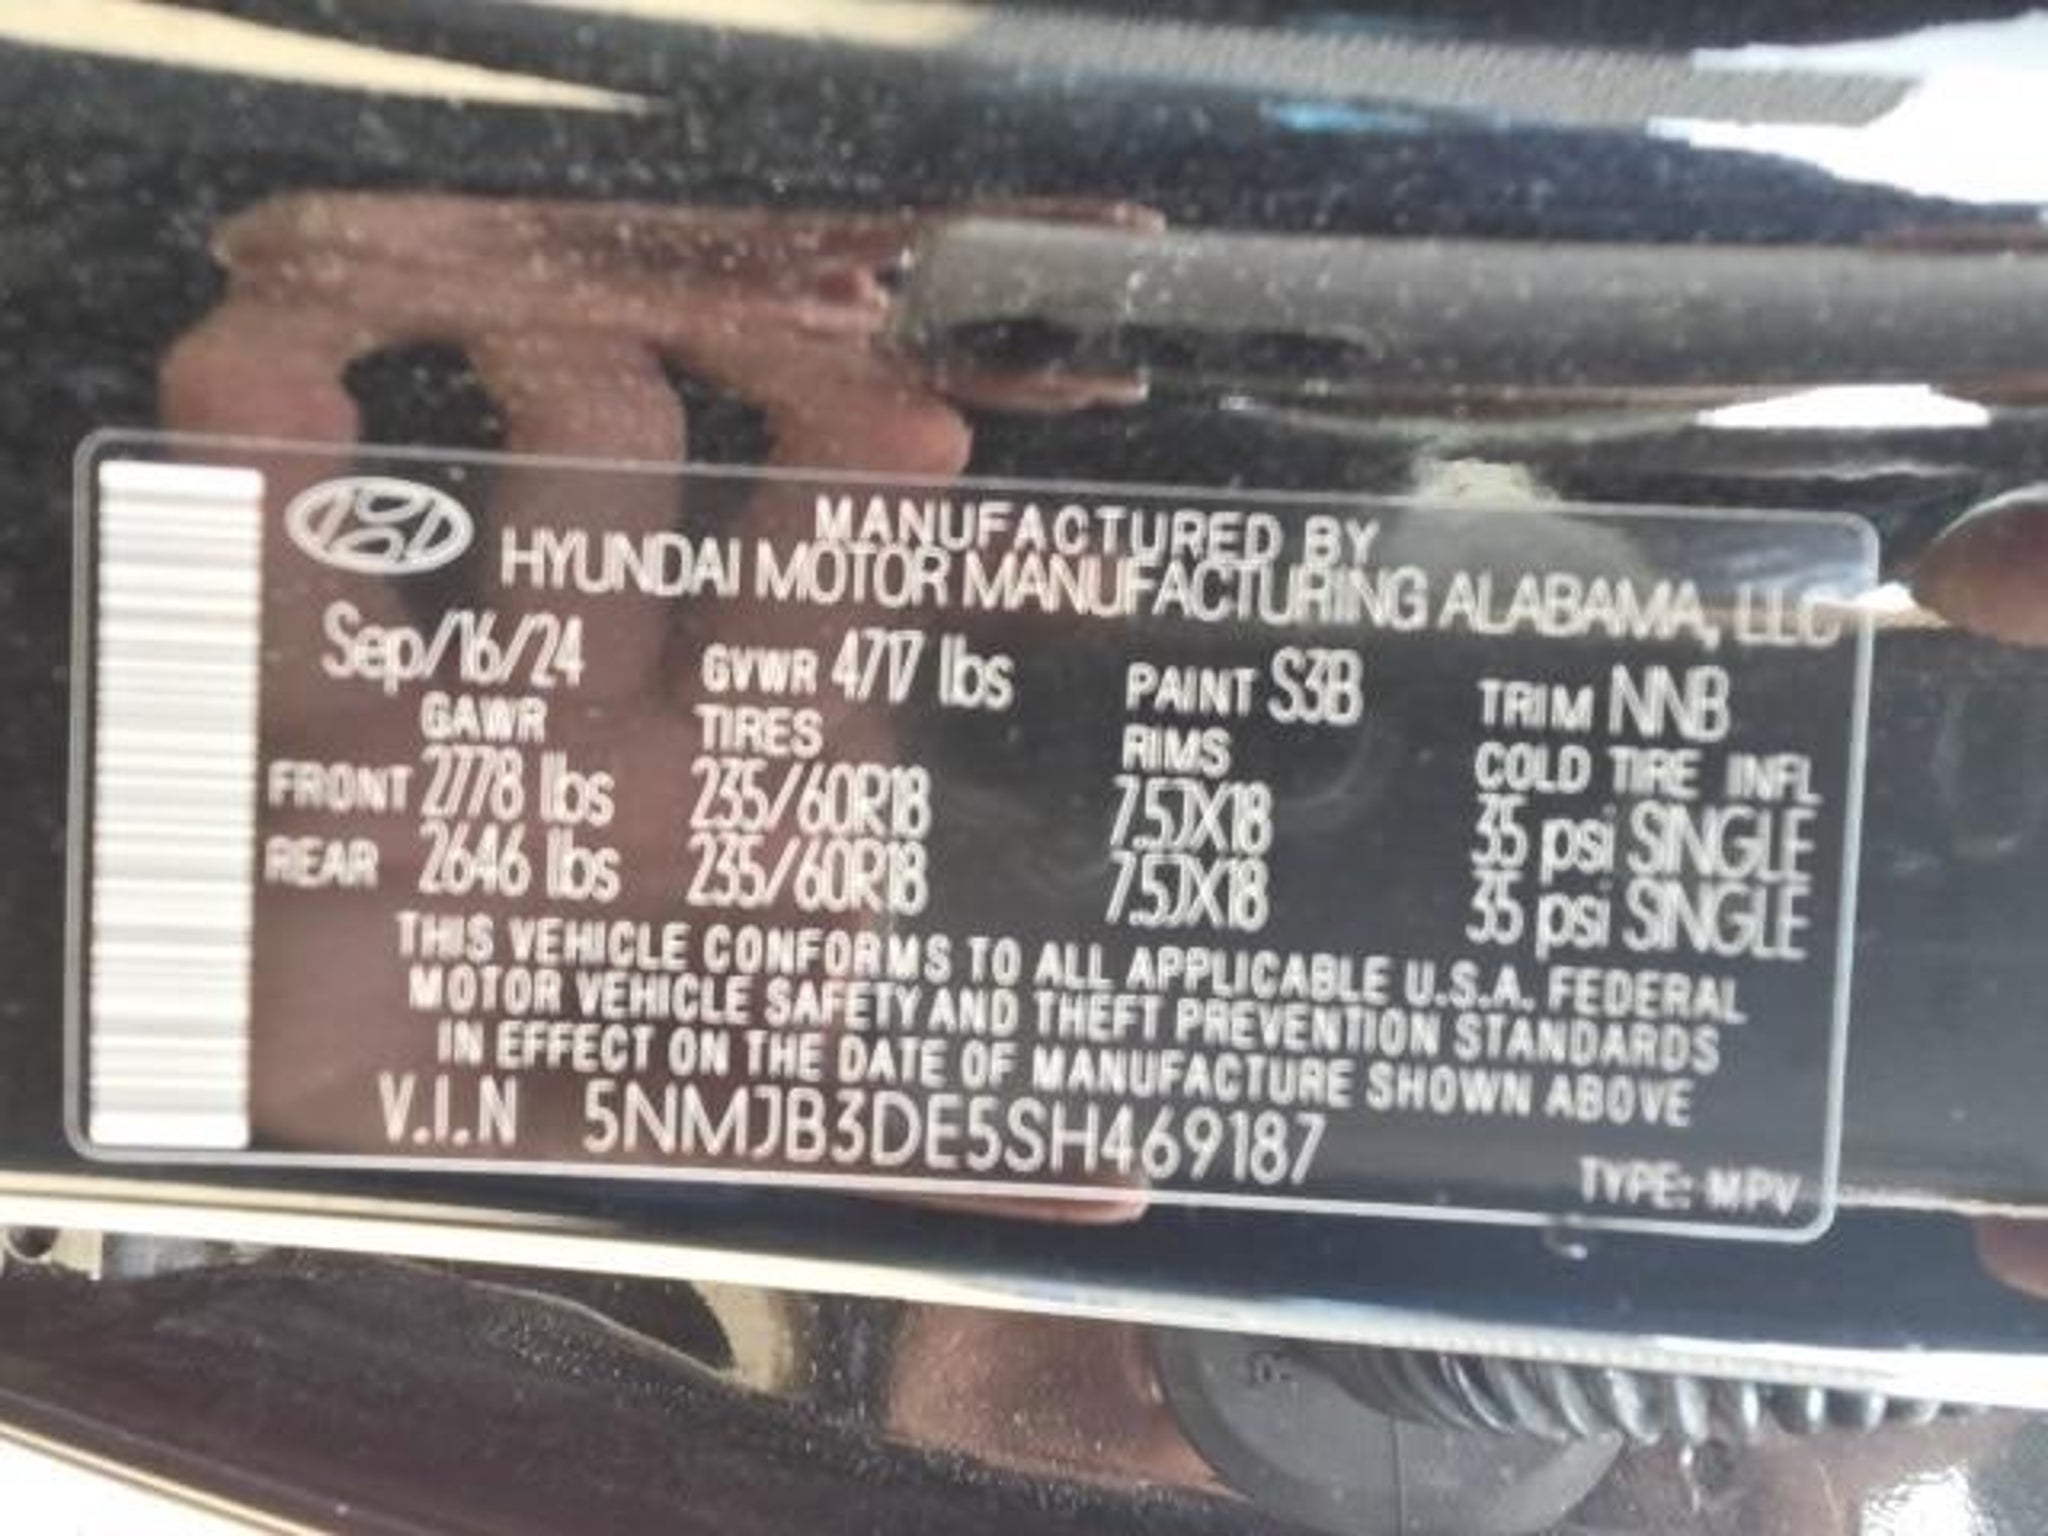 MANUFACTURED BY
HYUNDAI MOTOR MANUFACTURING ALABAMA, LLC
Sep/16/24 GVWR 4717 lbs PAINT S3B TRIM NNB
GAWR TIRES RIMS COLD TIRE INFL
FRONT 2778 lbs 235/60R18 7.5JX18 35 psi SINGLE
REAR 2646 lbs 235/60R18 7.5JX18 35 psi SINGLE
THIS VEHICLE CONFORMS TO ALL APPLICABLE U.S.A. FEDERAL
MOTOR VEHICLE SAFETY AND THEFT PREVENTION STANDARDS
IN EFFECT ON THE DATE OF MANUFACTURE SHOWN ABOVE
V.I.N 5NMJB3DE5SH469187
TYPE: MPV